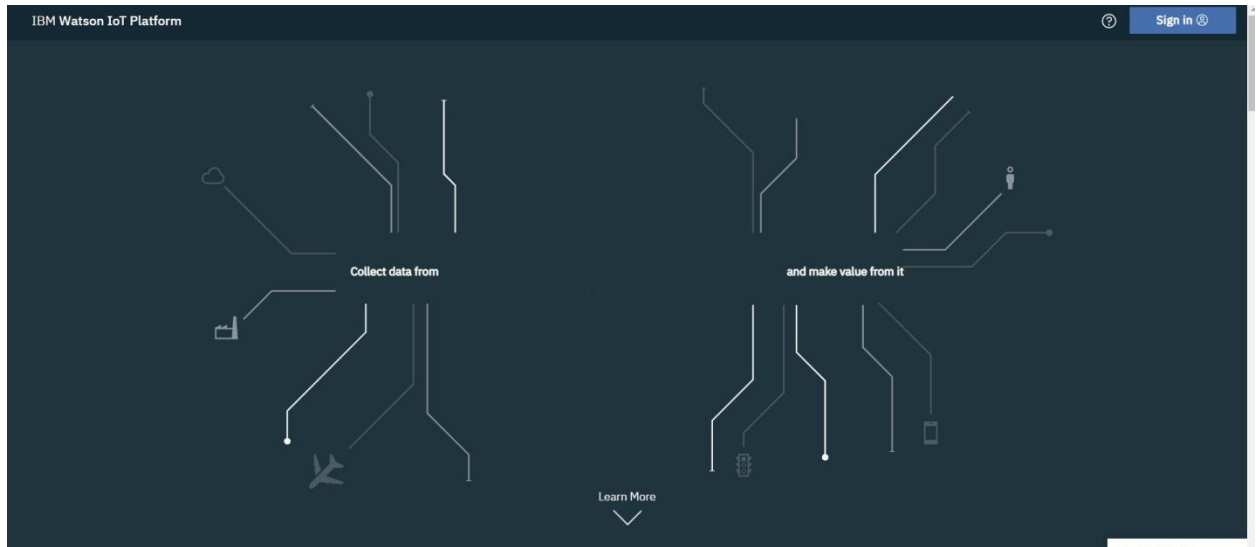 IBM Watson IoT Platform
Sign in
Collect data from
and make value from it
Learn More